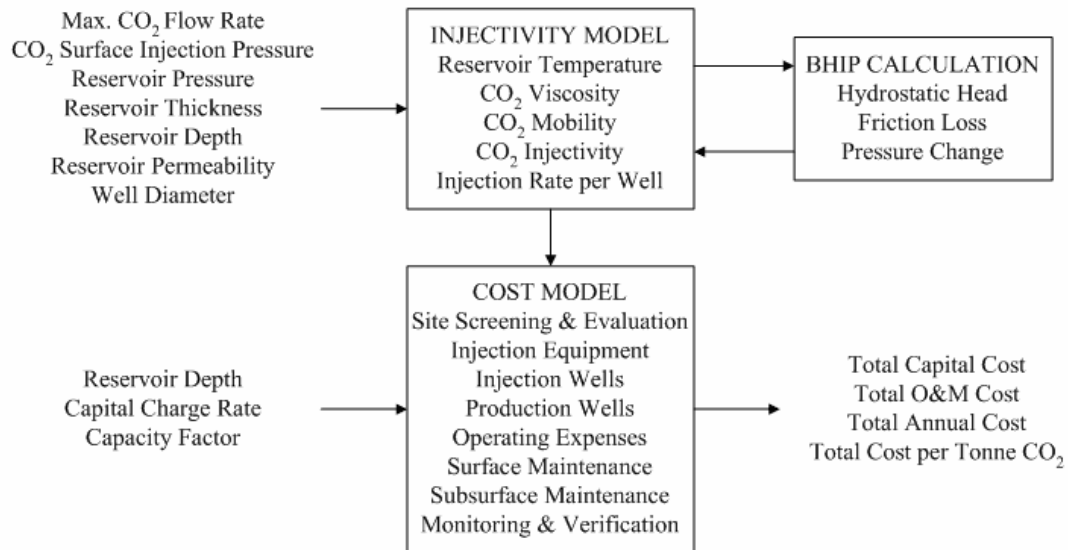 Max. CO₂ Flow Rate
CO₂ Surface Injection Pressure
Reservoir Pressure
Reservoir Thickness
Reservoir Depth
Reservoir Permeability
Well Diameter
INJECTIVITY MODEL
Reservoir Temperature
CO₂ Viscosity
CO₂ Mobility
CO₂ Injectivity
Injection Rate per Well
BHIP CALCULATION
Hydrostatic Head
Friction Loss
Pressure Change
Reservoir Depth
Capital Charge Rate
Capacity Factor
COST MODEL
Site Screening & Evaluation
Injection Equipment
Injection Wells
Production Wells
Operating Expenses
Surface Maintenance
Subsurface Maintenance
Monitoring & Verification
Total Capital Cost
Total O&M Cost
Total Annual Cost
Total Cost per Tonne CO₂